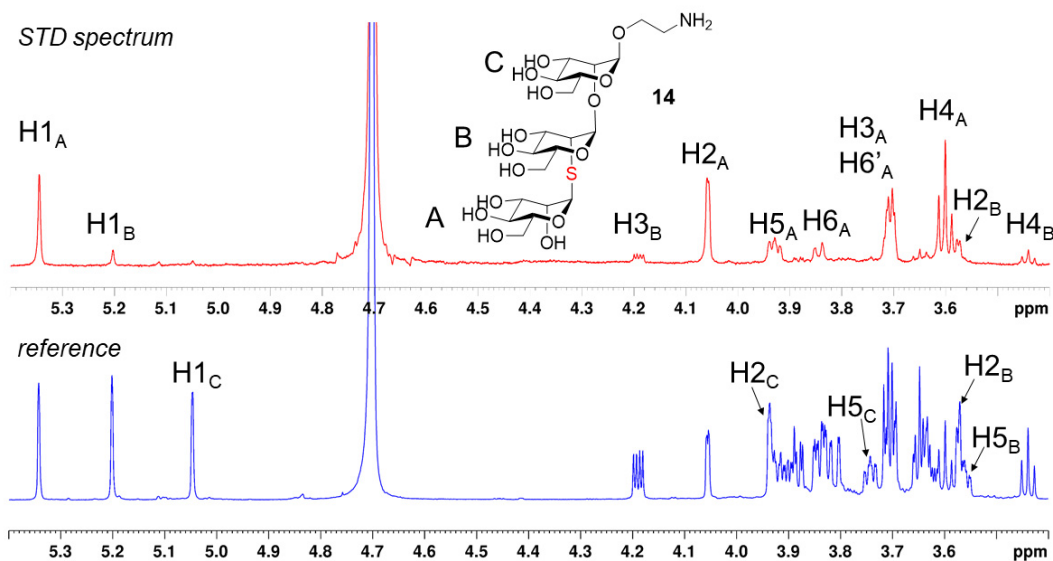 STD spectrum
NH₂
O
C
HO
HO
HO
O
O
14
B
HO
HO
HO
O
S
A
HO
HO
HO
O
OH
H1A
H1B
H3B
H2A
H5A
H6A
H3A
H6'A
H4A
H2B
H4B
5.3 5.2 5.1 5.0 4.9 4.8 4.7 4.6 4.5 4.4 4.3 4.2 4.1 4.0 3.9 3.8 3.7 3.6 ppm
reference
H1C
H2C
H5C
H2B
H5B
5.3 5.2 5.1 5.0 4.9 4.8 4.7 4.6 4.5 4.4 4.3 4.2 4.1 4.0 3.9 3.8 3.7 3.6 ppm